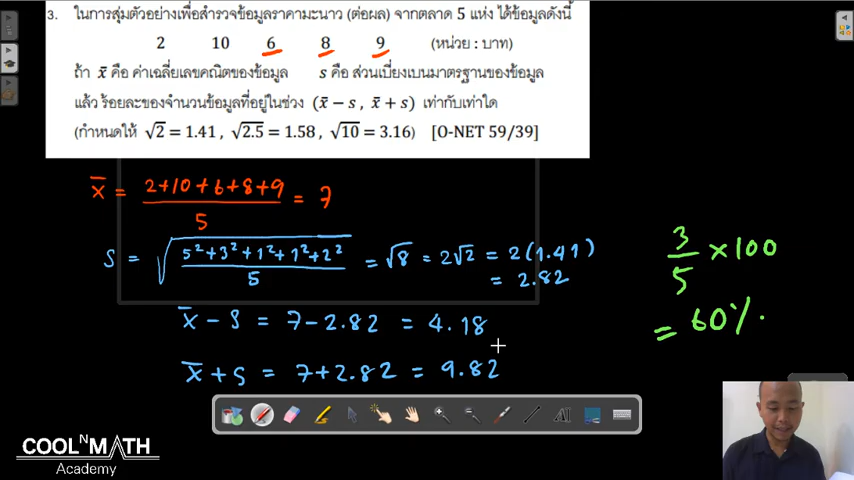 3. ในการสุ่มตัวอย่างเพื่อสำรวจข้อมูลราคามะนาว (ต่อผล) จากตลาด 5 แห่ง ได้ข้อมูลดังนี้
2 10 6 8 9 (หน่วย : บาท)
ถ้า x̄ คือ ค่าเฉลี่ยเลขคณิตของข้อมูล s คือ ส่วนเบี่ยงเบนมาตรฐานของข้อมูล
แล้ว ร้อยละของจำนวนข้อมูลที่อยู่ในช่วง (x̄ − s , x̄ + s) เท่ากับเท่าใด
(กำหนดให้ √2 = 1.41 , √2.5 = 1.58 , √10 = 3.16) [O-NET 59/39]
x̄ = (2+10+6+8+9)/5 = 7
S = √((5²+3²+1²+1²+2²)/5) = √8 = 2√2 = 2(1.41)
= 2.82
x̄ − S = 7 − 2.82 = 4.18
x̄ + S = 7 + 2.82 = 9.82
3/5 × 100
= 60%.
COOL N MATH
Academy